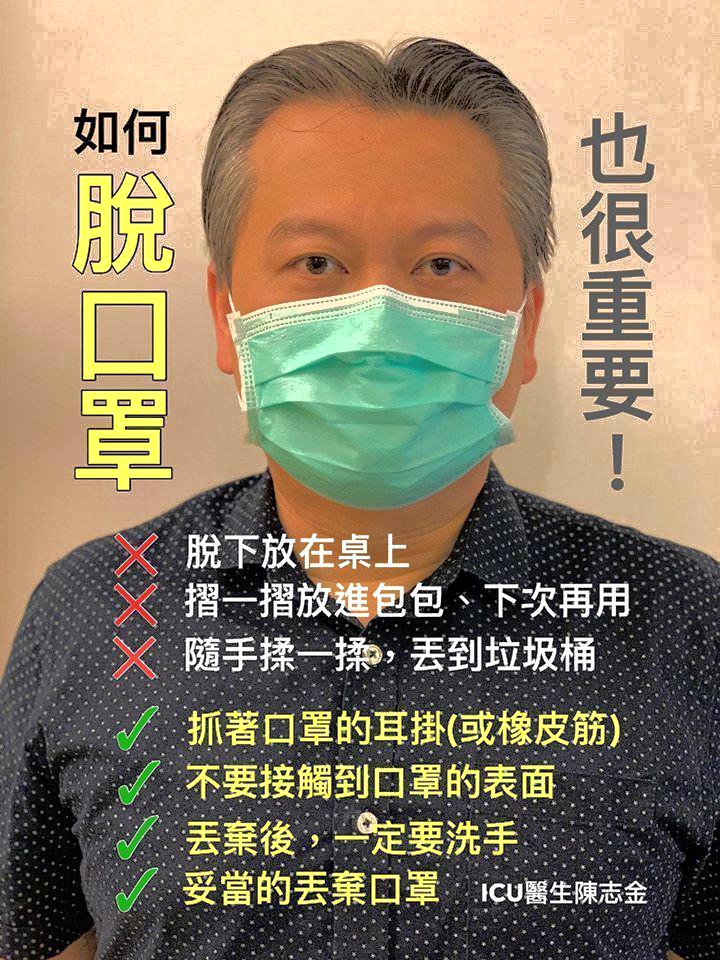 如何
脫口罩
也很重要！
脫下放在桌上
摺一摺放進包包、下次再用
隨手揉一揉，丟到垃圾桶
抓著口罩的耳掛(或橡皮筋)
不要接觸到口罩的表面
丟棄後，一定要洗手
妥當的丟棄口罩
ICU醫生陳志金